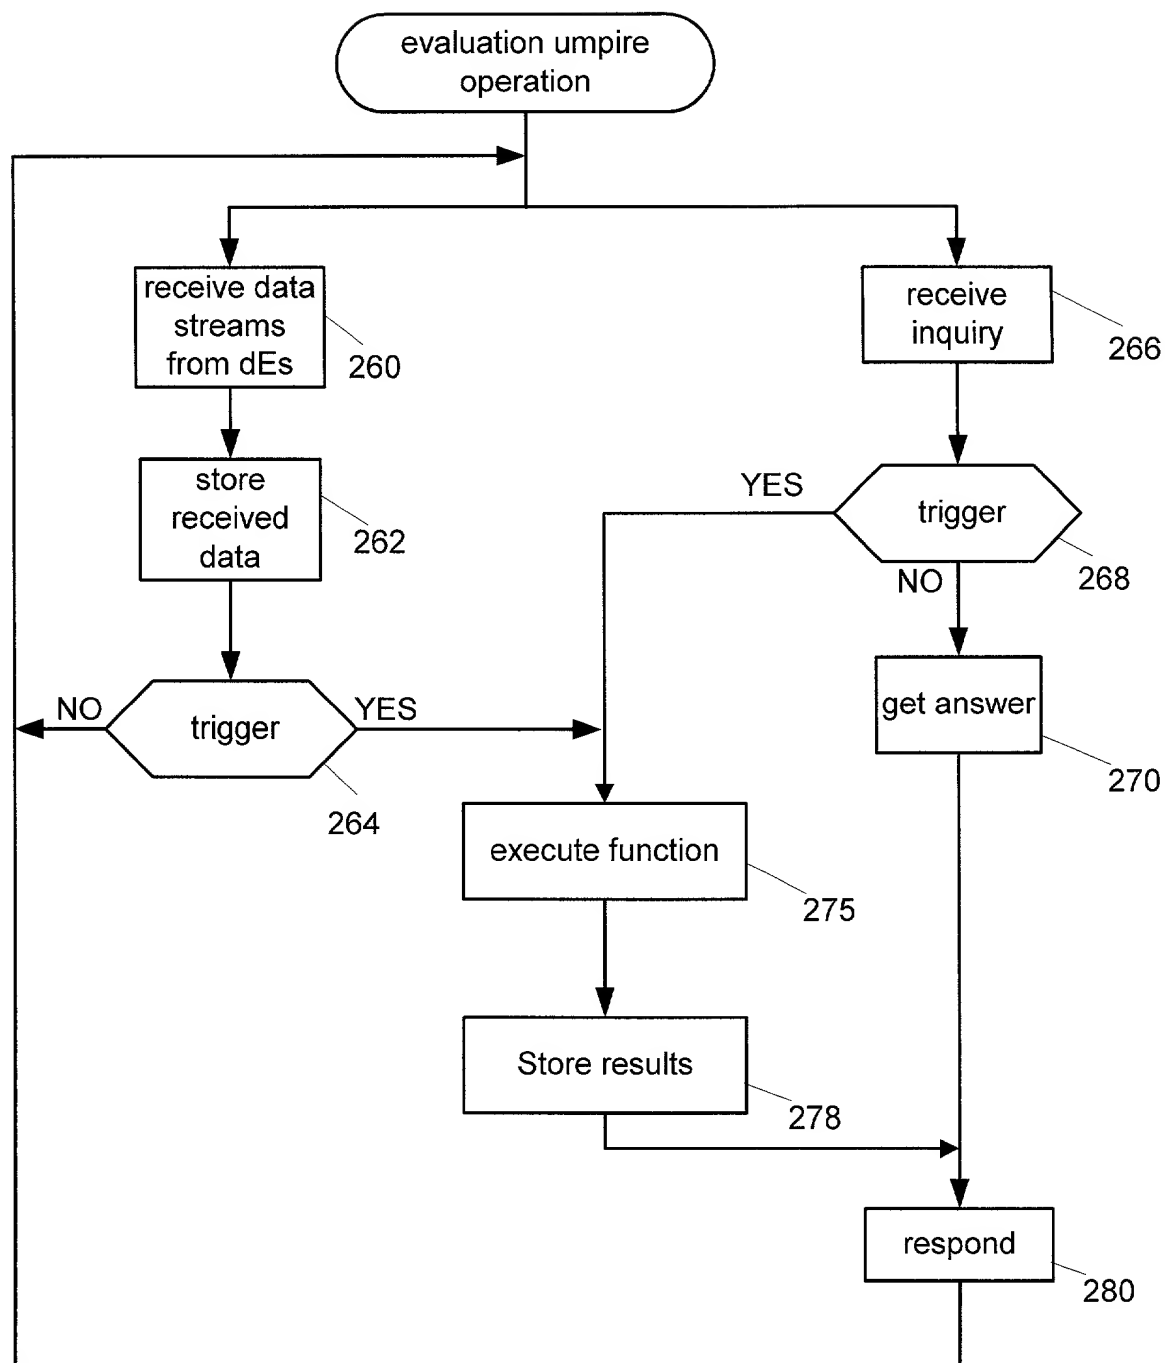 evaluation umpire
operation
receive data
streams
from dEs
260
receive
inquiry
266
store
received
data
262
YES
trigger
268
NO
NO
trigger
YES
264
get answer
270
execute function
275
Store results
278
respond
280